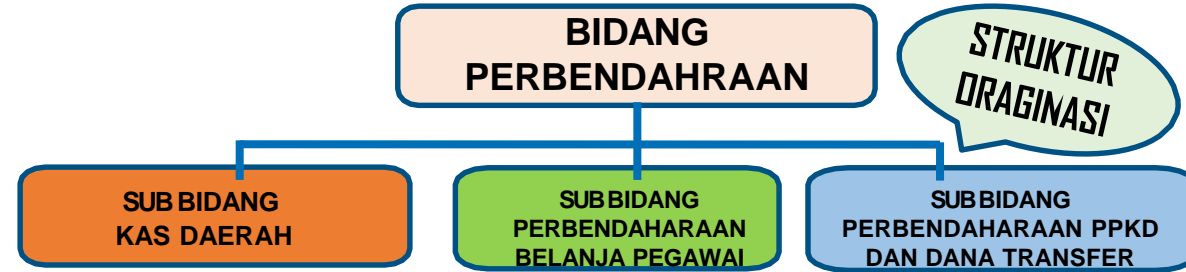 BIDANG
PERBENDAHRAAN
STRUKTUR
ORAGINASI
SUB BIDANG
KAS DAERAH
SUB BIDANG
PERBENDAHARAAN
BELANJA PEGAWAI
SUB BIDANG
PERBENDAHARAAN PPKD
DAN DANA TRANSFER